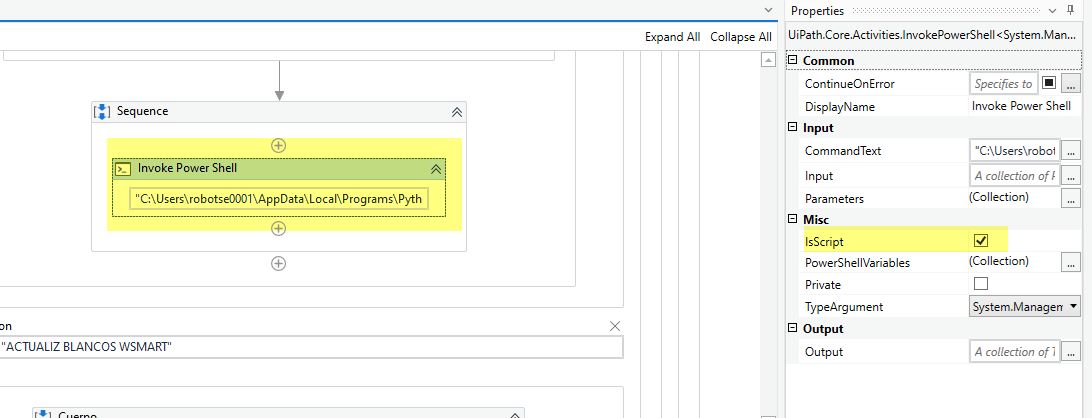 Properties
Expand All Collapse All
UiPath.Core.Activities.InvokePowerShell<System.Man...
Common
ContinueOnError Specifies to ...
DisplayName Invoke Power Shell
Input
CommandText "C:\Users\robot ...
Input A collection of ...
Parameters (Collection) ...
Misc
IsScript
PowerShellVariables (Collection) ...
Private
TypeArgument System.Managem
Output
Output A collection of ...
Sequence
Invoke Power Shell
"C:\Users\robotse0001\AppData\Local\Programs\Pyth
on
"ACTUALIZ BLANCOS WSMART"
Cuerpo